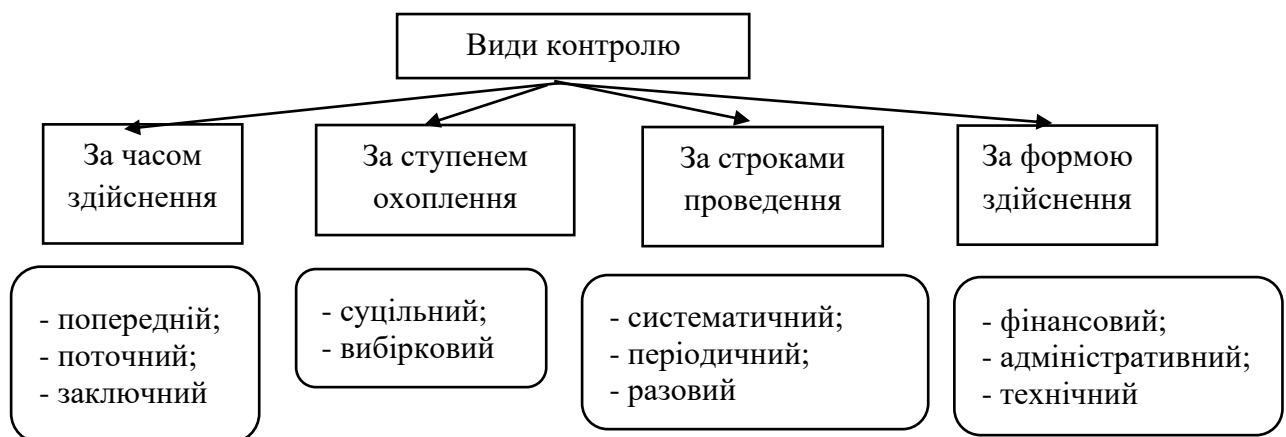 Види контролю
За часом
здійснення
За ступенем
охоплення
За строками
проведення
За формою
здійснення
- попередній;
- поточний;
- заключний
- суцільний;
- вибірковий
- систематичний;
- періодичний;
- разовий
- фінансовий;
- адміністративний;
- технічний